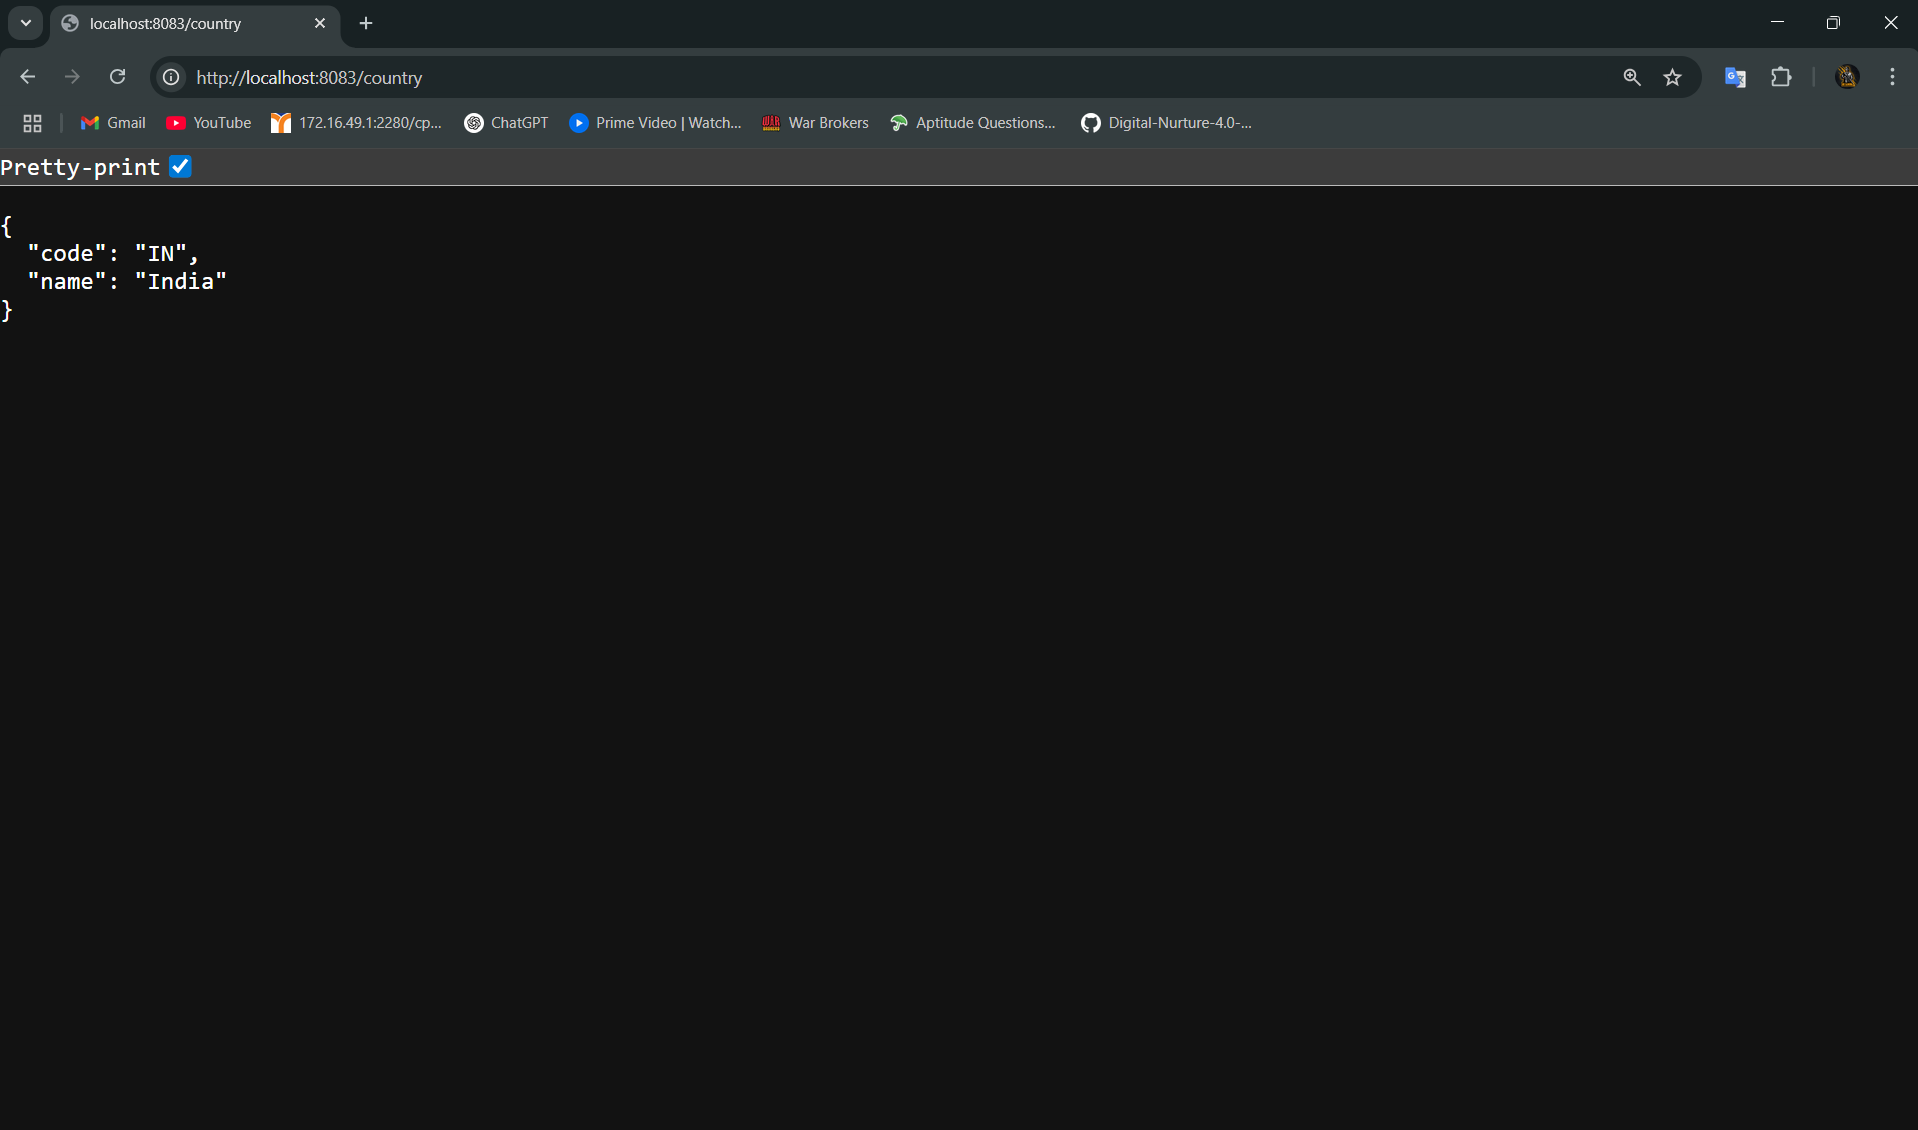 localhost:8083/country
http://localhost:8083/country
Gmail YouTube 172.16.49.1:2280/cp... ChatGPT Prime Video | Watch... War Brokers Aptitude Questions... Digital-Nurture-4.0-...
Pretty-print
{
  "code": "IN",
  "name": "India"
}